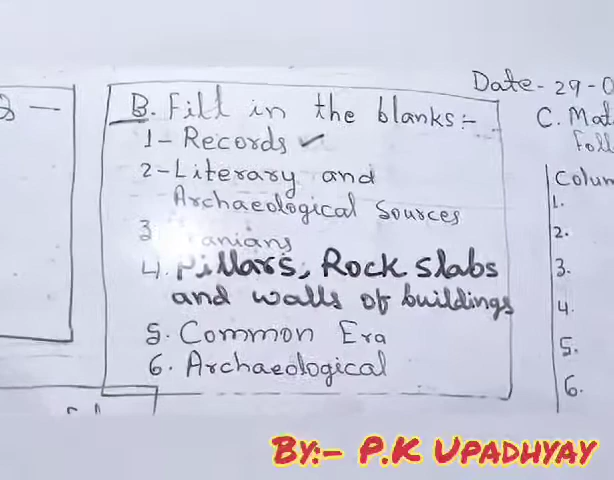 Date- 29-0
B. Fill in the blanks:-
1- Records ✓
2- Literary and
Archaeological Sources
3 anians
4. Pillars, Rock slabs
and walls of buildings
5. Common Era
6. Archaeological
C. Mat
Foll
Colum
1.
2.
3.
4.
5.
6.
By:- P.K Upadhyay